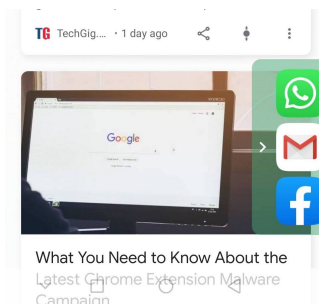 TG TechGig.... · 1 day ago
Google
What You Need to Know About the
Latest Chrome Extension Malware
Campaign